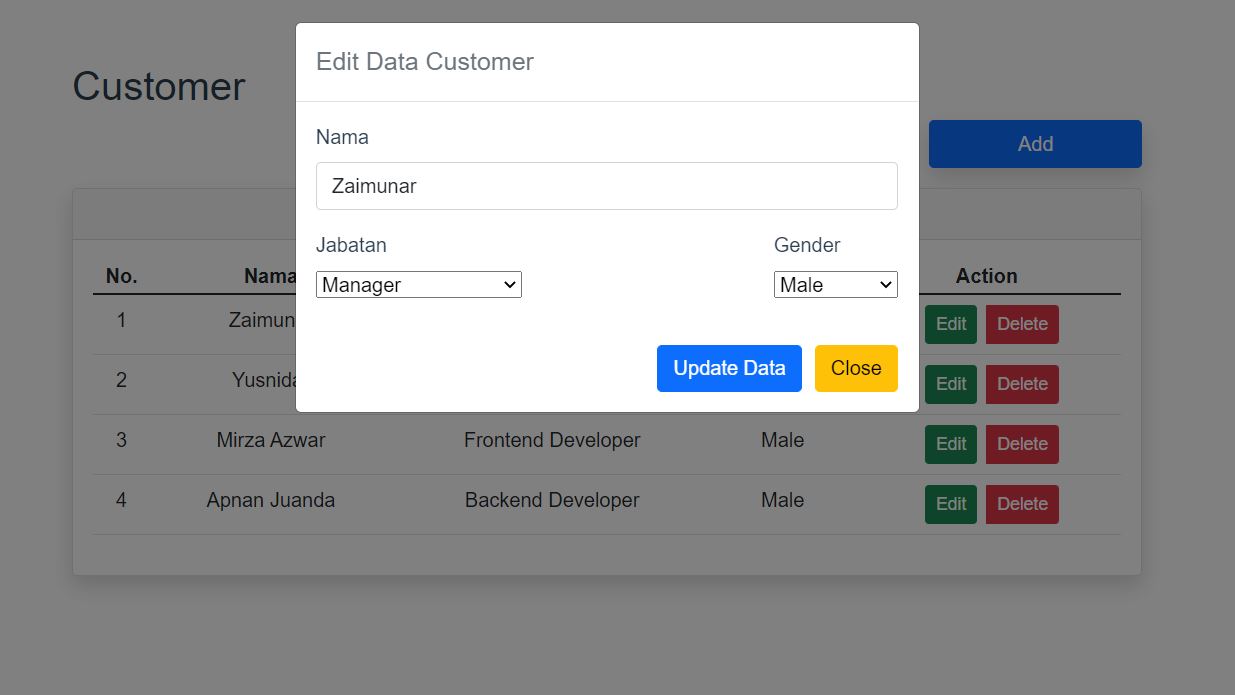 Edit Data Customer
Customer
Nama
Add
Zaimunar
Jabatan Gender
Manager Male
No. Nama Action
1 Zaimun Edit Delete
Update Data Close
2 Yusnida Edit Delete
3 Mirza Azwar Frontend Developer Male Edit Delete
4 Apnan Juanda Backend Developer Male Edit Delete